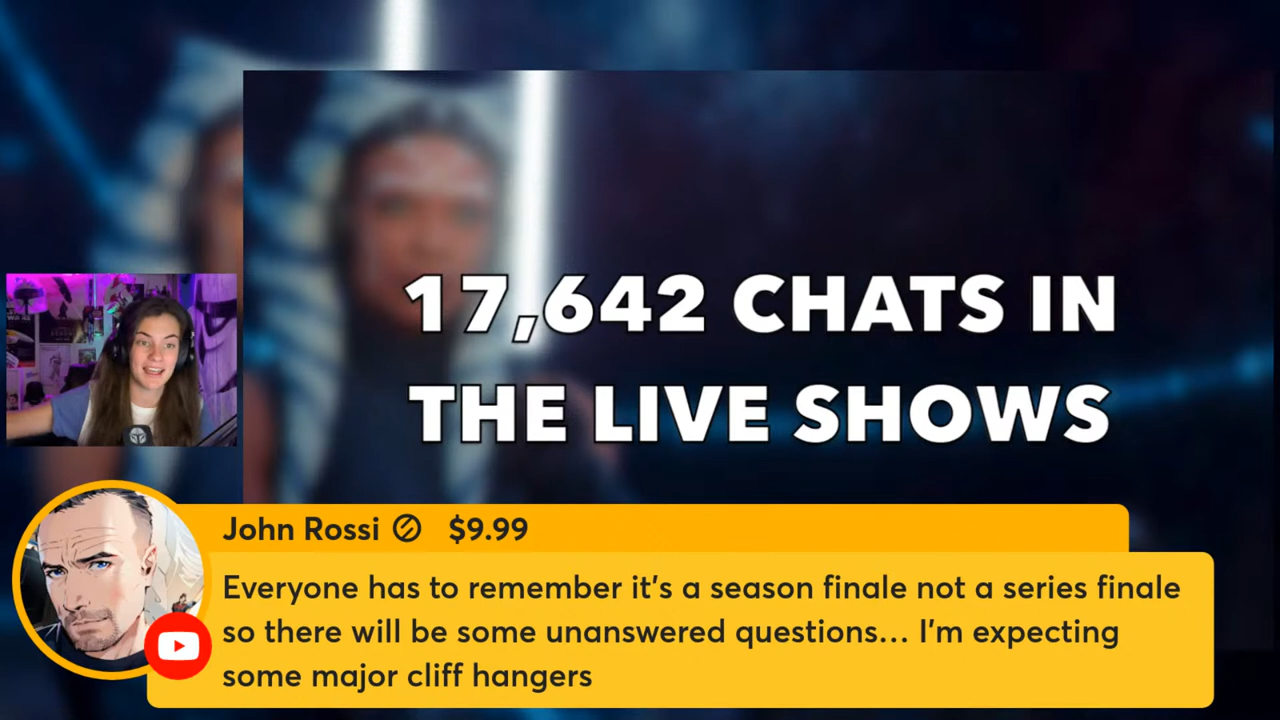 17,642 CHATS IN
THE LIVE SHOWS
John Rossi $9.99
Everyone has to remember it's a season finale not a series finale
so there will be some unanswered questions... I'm expecting
some major cliff hangers